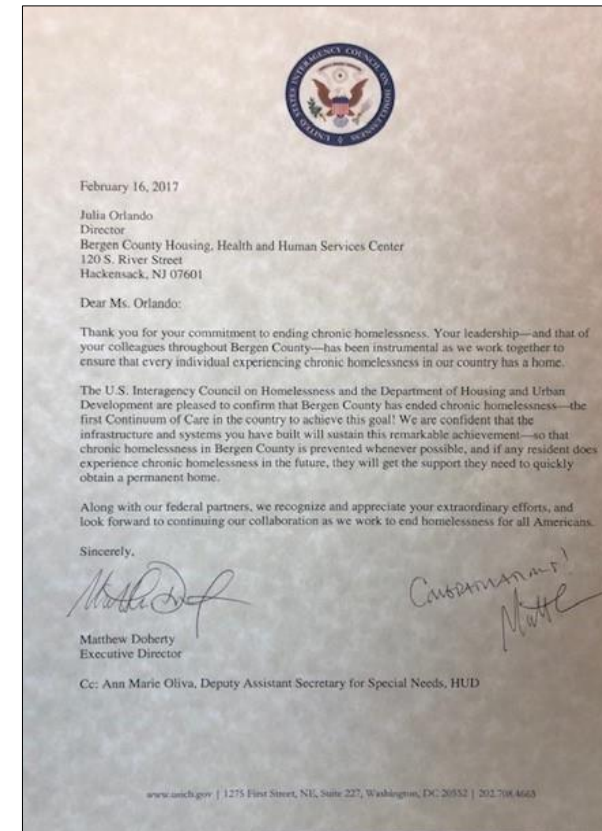 UNITED STATES INTERAGENCY COUNCIL ON HOMELESSNESS
February 16, 2017
Julia Orlando
Director
Bergen County Housing, Health and Human Services Center
120 S. River Street
Hackensack, NJ 07601
Dear Ms. Orlando:
Thank you for your commitment to ending chronic homelessness. Your leadership—and that of
your colleagues throughout Bergen County—has been instrumental as we work together to
ensure that every individual experiencing chronic homelessness in our country has a home.
The U.S. Interagency Council on Homelessness and the Department of Housing and Urban
Development are pleased to confirm that Bergen County has ended chronic homelessness—the
first Continuum of Care in the country to achieve this goal! We are confident that the
infrastructure and systems you have built will sustain this remarkable achievement—so that
chronic homelessness in Bergen County is prevented whenever possible, and if any resident does
experience chronic homelessness in the future, they will get the support they need to quickly
obtain a permanent home.
Along with our federal partners, we recognize and appreciate your extraordinary efforts, and
look forward to continuing our collaboration as we work to end homelessness for all Americans.
Sincerely,
Matthew Doherty
Executive Director
Cc: Ann Marie Oliva, Deputy Assistant Secretary for Special Needs, HUD
www.usich.gov | 1275 First Street, NE, Suite 227, Washington, DC 20552 | 202.708.4663